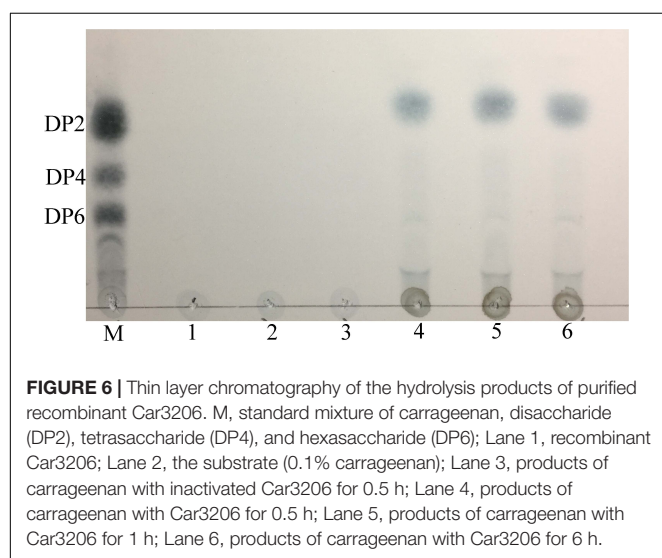 DP2
DP4
DP6
M 1 2 3 4 5 6
FIGURE 6 | Thin layer chromatography of the hydrolysis products of purified
recombinant Car3206. M, standard mixture of carrageenan, disaccharide
(DP2), tetrasaccharide (DP4), and hexasaccharide (DP6); Lane 1, recombinant
Car3206; Lane 2, the substrate (0.1% carrageenan); Lane 3, products of
carrageenan with inactivated Car3206 for 0.5 h; Lane 4, products of
carrageenan with Car3206 for 0.5 h; Lane 5, products of carrageenan with
Car3206 for 1 h; Lane 6, products of carrageenan with Car3206 for 6 h.